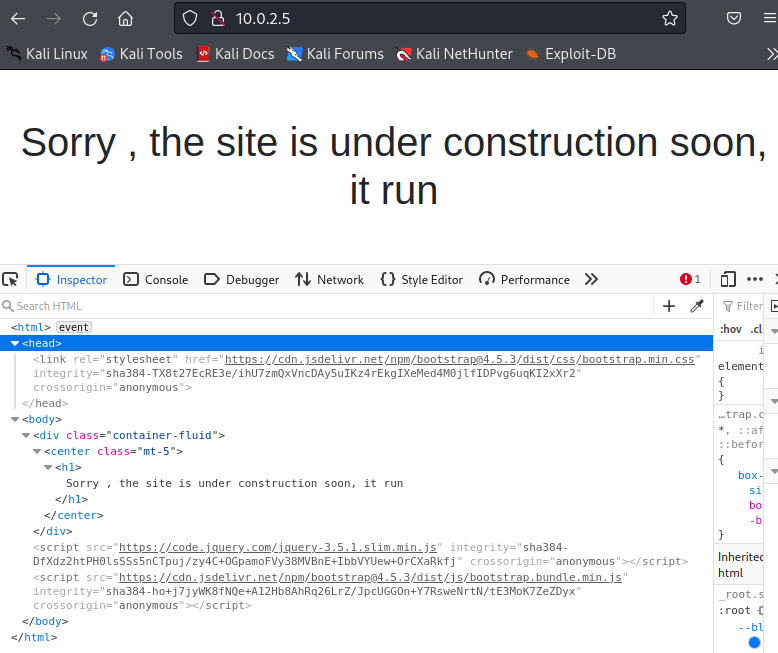 10.0.2.5
Kali Linux Kali Tools Kali Docs Kali Forums Kali NetHunter Exploit-DB
Sorry , the site is under construction soon,
it run
Inspector Console Debugger Network Style Editor Performance 1
Search HTML
Filter
<html> event
:hov .cl
<head>
<link rel="stylesheet" href="https://cdn.jsdelivr.net/npm/bootstrap@4.5.3/dist/css/bootstrap.min.css"
integrity="sha384-TX8t27EcRE3e/ihU7zmQxVncDAy5uIKz4rEkgIXeMed4M0jlfIDPvg6uqKI2xXr2"
crossorigin="anonymous">
</head>
<body>
<div class="container-fluid">
<center class="mt-5">
<h1>
Sorry , the site is under construction soon, it run
</h1>
</center>
</div>
<script src="https://code.jquery.com/jquery-3.5.1.slim.min.js" integrity="sha384-
DfXdz2htPH0lsSSs5nCTpuj/zy4C+OGpamoFVy38MVBnE+IbbVYUew+OrCXaRkfj" crossorigin="anonymous"></script>
<script src="https://cdn.jsdelivr.net/npm/bootstrap@4.5.3/dist/js/bootstrap.bundle.min.js"
integrity="sha384-ho+j7jyWK8fNQe+A12Hb8AhRq26LrZ/JpcUGGOn+Y7RsweNrtN/tE3MoK7ZeZDyx"
crossorigin="anonymous"></script>
</body>
</html>
element
{
}
…trap.c
*, ::af
::befor
{
box-
si
bo
-b
}
Inherited
html
_root.s
:root
--bl